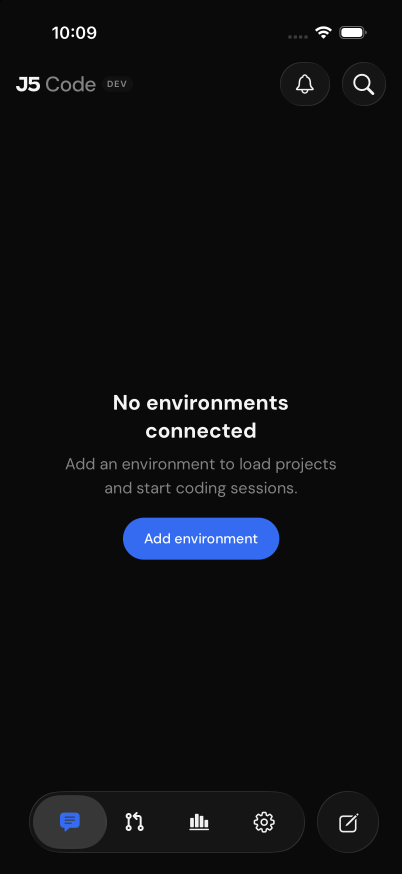 10:09
J5 Code DEV
No environments
connected
Add an environment to load projects
and start coding sessions.
Add environment